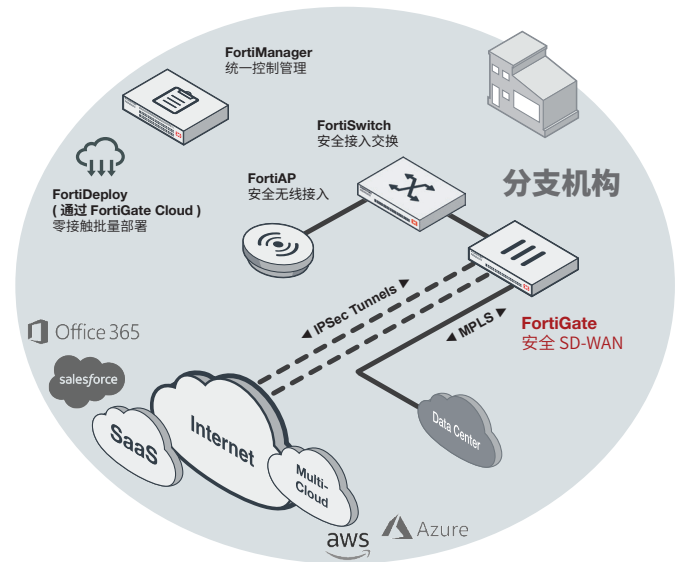 FortiManager
统一控制管理
FortiSwitch
安全接入交换
FortiAP
安全无线接入
分支机构
FortiDeploy
( 通过 FortiGate Cloud )
零接触批量部署
◀ IPSec Tunnels ▶
◀ MPLS ▶
FortiGate
安全 SD-WAN
Office 365
salesforce
SaaS
Internet
Multi-
Cloud
Data Center
aws
Azure